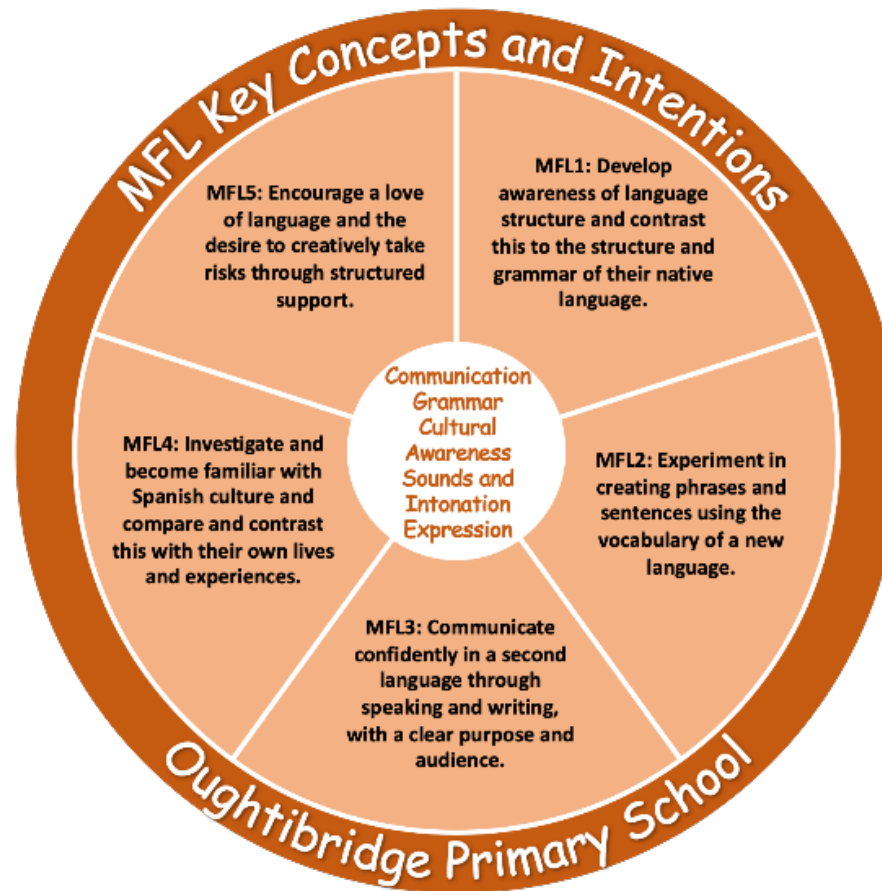 MFL Key Concepts and Intentions
MFL1: Develop
awareness of language
structure and contrast
this to the structure and
grammar of their native
language.
MFL2: Experiment in
creating phrases and
sentences using the
vocabulary of a new
language.
MFL3: Communicate
confidently in a second
language through
speaking and writing,
with a clear purpose and
audience.
MFL4: Investigate and
become familiar with
Spanish culture and
compare and contrast
this with their own lives
and experiences.
MFL5: Encourage a love
of language and the
desire to creatively take
risks through structured
support.
Communication
Grammar
Cultural
Awareness
Sounds and
Intonation
Expression
Oughtibridge Primary School